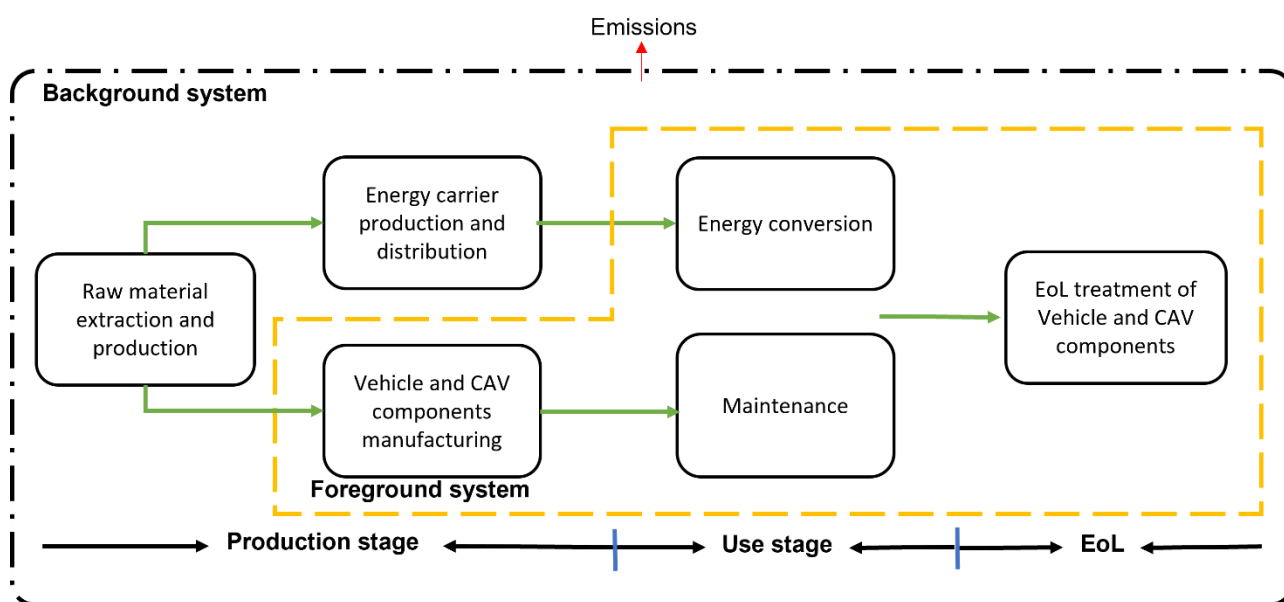 Emissions
Background system
Energy carrier
production and
distribution
Energy conversion
Raw material
extraction and
production
EoL treatment of
Vehicle and CAV
components
Vehicle and CAV
components
manufacturing
Maintenance
Foreground system
Production stage
Use stage
EoL